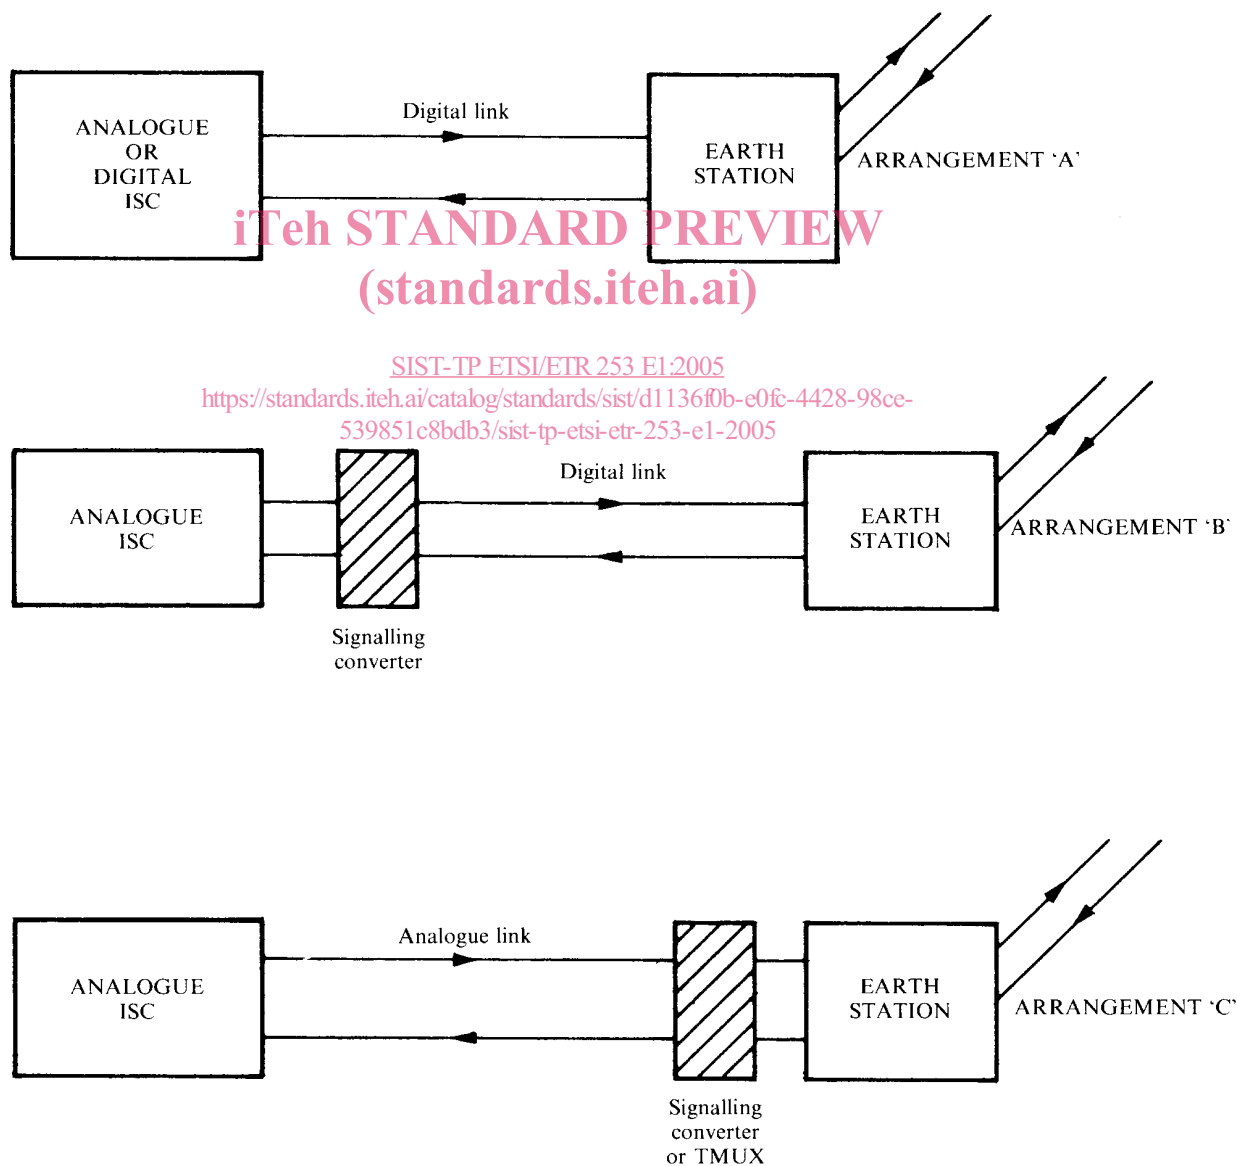 Digital link
ANALOGUE
OR
DIGITAL
ISC
EARTH
STATION
ARRANGEMENT ‘A’
iTeh STANDARD PREVIEW
(standards.iteh.ai)
SIST-TP ETSI/ETR 253 E1:2005
https://standards.iteh.ai/catalog/standards/sist/d1136f0b-e0fc-4428-98ce-
539851c8bdb3/sist-tp-etsi-etr-253-e1-2005
Digital link
ANALOGUE
ISC
EARTH
STATION
ARRANGEMENT ‘B’
Signalling
converter
Analogue link
ANALOGUE
ISC
EARTH
STATION
ARRANGEMENT ‘C’
Signalling
converter
or TMUX